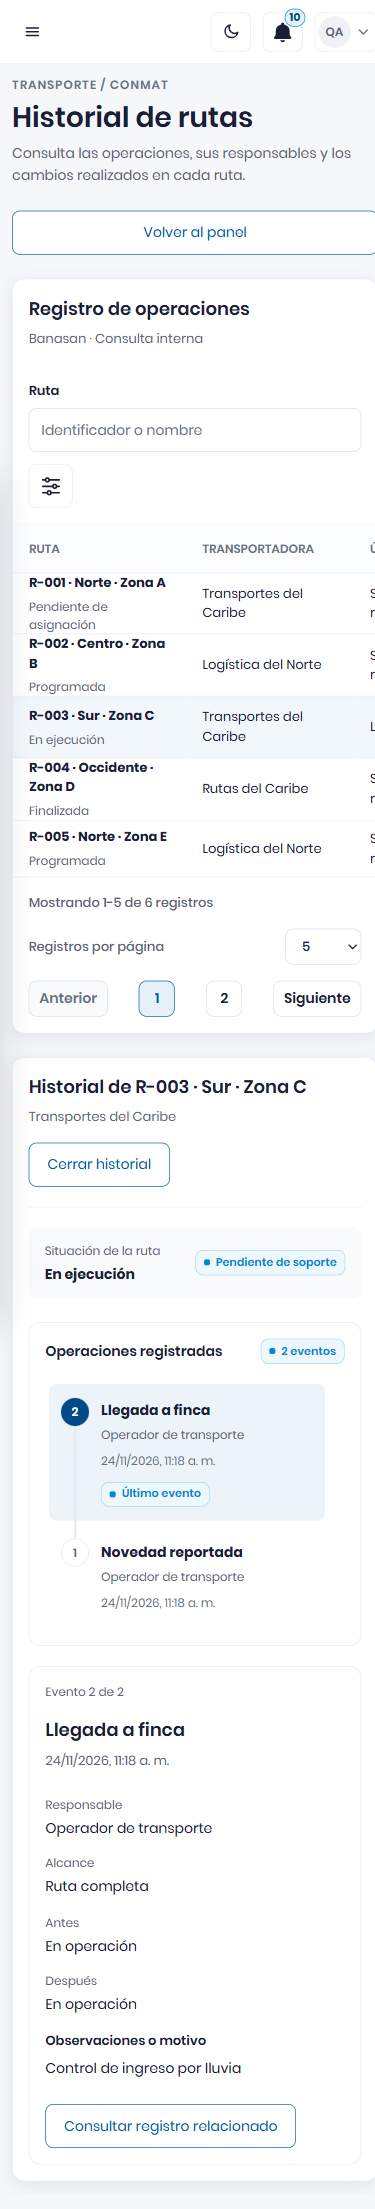 10
QA
TRANSPORTE / CONMAT
Historial de rutas
Consulta las operaciones, sus responsables y los
cambios realizados en cada ruta.
Volver al panel
Registro de operaciones
Banasan · Consulta interna
Ruta
Identificador o nombre
RUTA TRANSPORTADORA
R-001 · Norte · Zona A
Pendiente de
asignación
Transportes del
Caribe
R-002 · Centro · Zona
B
Programada
Logística del Norte
R-003 · Sur · Zona C
En ejecución
Transportes del
Caribe
R-004 · Occidente ·
Zona D
Finalizada
Rutas del Caribe
R-005 · Norte · Zona E
Programada
Logística del Norte
Mostrando 1-5 de 6 registros
Registros por página 5
Anterior 1 2 Siguiente
Historial de R-003 · Sur · Zona C
Transportes del Caribe
Cerrar historial
Situación de la ruta
En ejecución
Pendiente de soporte
Operaciones registradas 2 eventos
2 Llegada a finca
Operador de transporte
24/11/2026, 11:18 a. m.
Último evento
1 Novedad reportada
Operador de transporte
24/11/2026, 11:18 a. m.
Evento 2 de 2
Llegada a finca
24/11/2026, 11:18 a. m.
Responsable
Operador de transporte
Alcance
Ruta completa
Antes
En operación
Después
En operación
Observaciones o motivo
Control de ingreso por lluvia
Consultar registro relacionado